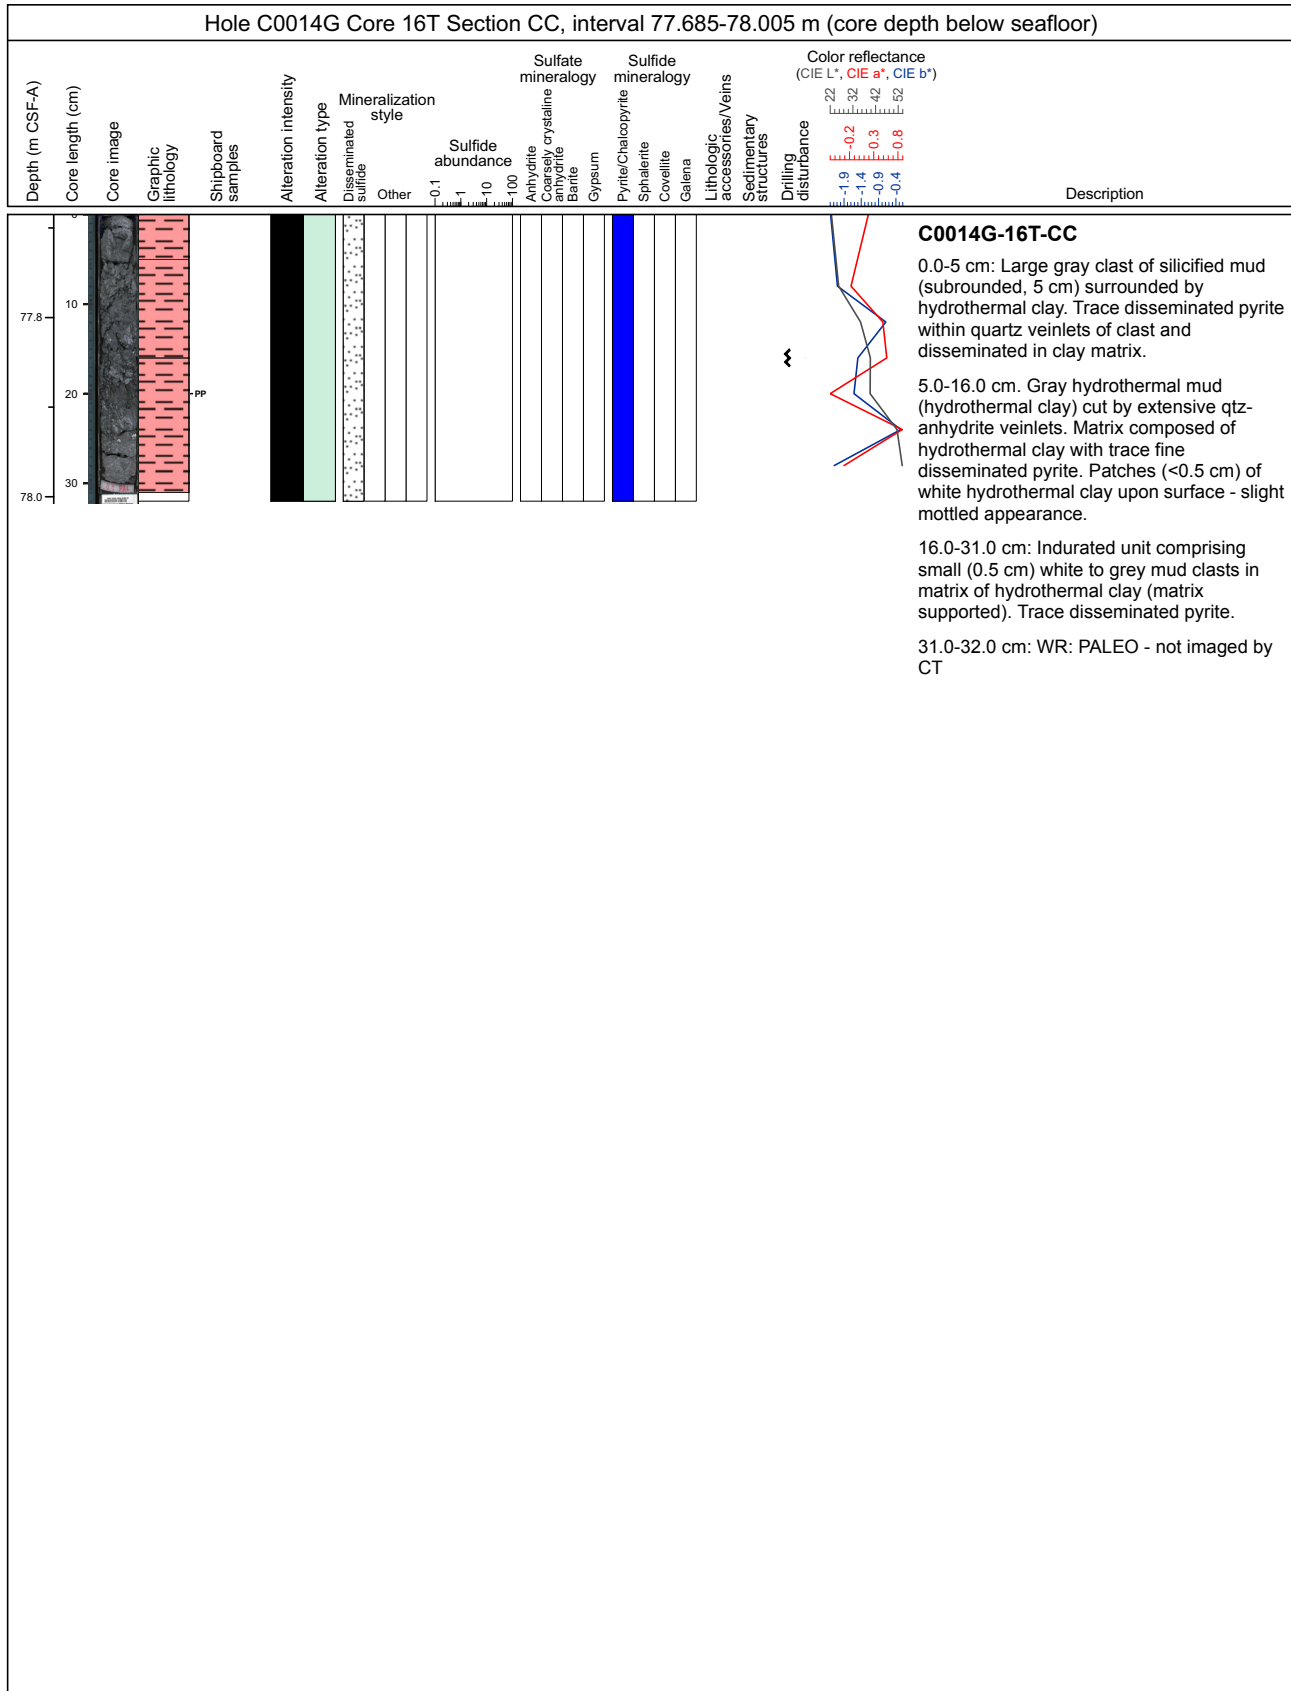 Hole C0014G Core 16T Section CC, interval 77.685-78.005 m (core depth below seafloor)
Depth (m CSF-A)
Core length (cm)
Core image
Graphic
lithology
Shipboard
samples
Alteration intensity
Alteration type
Mineralization
style
Disseminated
sulfide
Other
Sulfide
abundance
0.1
1
10
100
Sulfate
mineralogy
Anhydrite
Coarsely crystaline
anhydrite
Barite
Gypsum
Sulfide
mineralogy
Pyrite/Chalcopyrite
Sphalerite
Covellite
Galena
Lithologic
accessories/Veins
Sedimentary
structures
Drilling
disturbance
Color reflectance
(CIE L*, CIE a*, CIE b*)
22
32
42
52
-0.2
0.3
0.8
-1.9
-1.4
-0.9
-0.4
Description
77.8
78.0
10
20
30
PP
C0014G-16T-CC
0.0-5 cm: Large gray clast of silicified mud
(subrounded, 5 cm) surrounded by
hydrothermal clay. Trace disseminated pyrite
within quartz veinlets of clast and
disseminated in clay matrix.
5.0-16.0 cm. Gray hydrothermal mud
(hydrothermal clay) cut by extensive qtz-
anhydrite veinlets. Matrix composed of
hydrothermal clay with trace fine
disseminated pyrite. Patches (<0.5 cm) of
white hydrothermal clay upon surface - slight
mottled appearance.
16.0-31.0 cm: Indurated unit comprising
small (0.5 cm) white to grey mud clasts in
matrix of hydrothermal clay (matrix
supported). Trace disseminated pyrite.
31.0-32.0 cm: WR: PALEO - not imaged by
CT